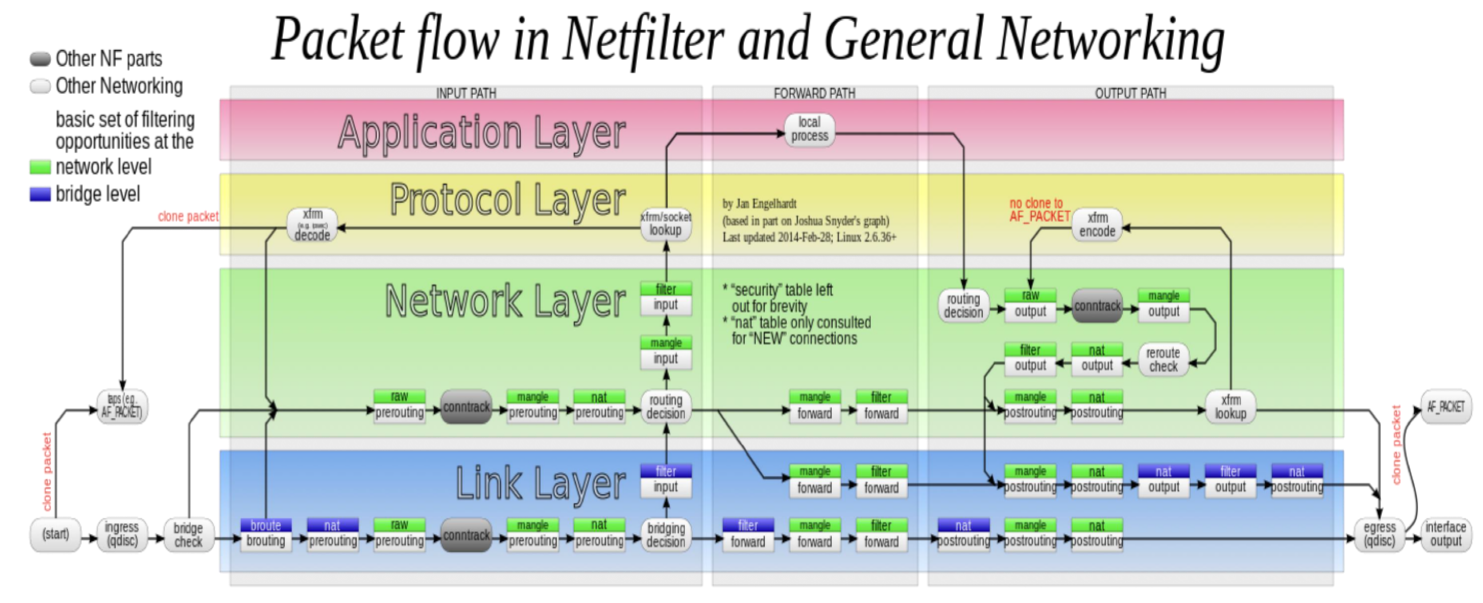 Packet flow in Netfilter and General Networking
Other NF parts
Other Networking
basic set of filtering
opportunities at the
network level
bridge level
INPUT PATH
FORWARD PATH
OUTPUT PATH
Application Layer
local
process
Protocol Layer
clone packet
xfrm
(e.g. ipsec)
decode
xfrm/socket
lookup
by Jan Engelhardt
(based in part on Joshua Snyder's graph)
Last updated 2014-Feb-28; Linux 2.6.36+
no clone to
AF_PACKET
xfrm
encode
Network Layer
filter
input
mangle
input
* “security” table left
out for brevity
* “nat” table only consulted
for “NEW” connections
routing
decision
raw
output
conntrack
mangle
output
filter
output
nat
output
reroute
check
taps (e.g.
AF_PACKET)
raw
prerouting
conntrack
mangle
prerouting
nat
prerouting
routing
decision
mangle
forward
filter
forward
mangle
postrouting
nat
postrouting
xfrm
lookup
AF_PACKET
clone packet
clone packet
Link Layer
filter
input
mangle
forward
filter
forward
mangle
postrouting
nat
postrouting
nat
output
filter
output
nat
postrouting
(start)
ingress
(qdisc)
bridge
check
broute
brouting
nat
prerouting
raw
prerouting
conntrack
mangle
prerouting
nat
prerouting
bridging
decision
filter
forward
mangle
forward
filter
forward
nat
postrouting
mangle
postrouting
nat
postrouting
egress
(qdisc)
interface
output